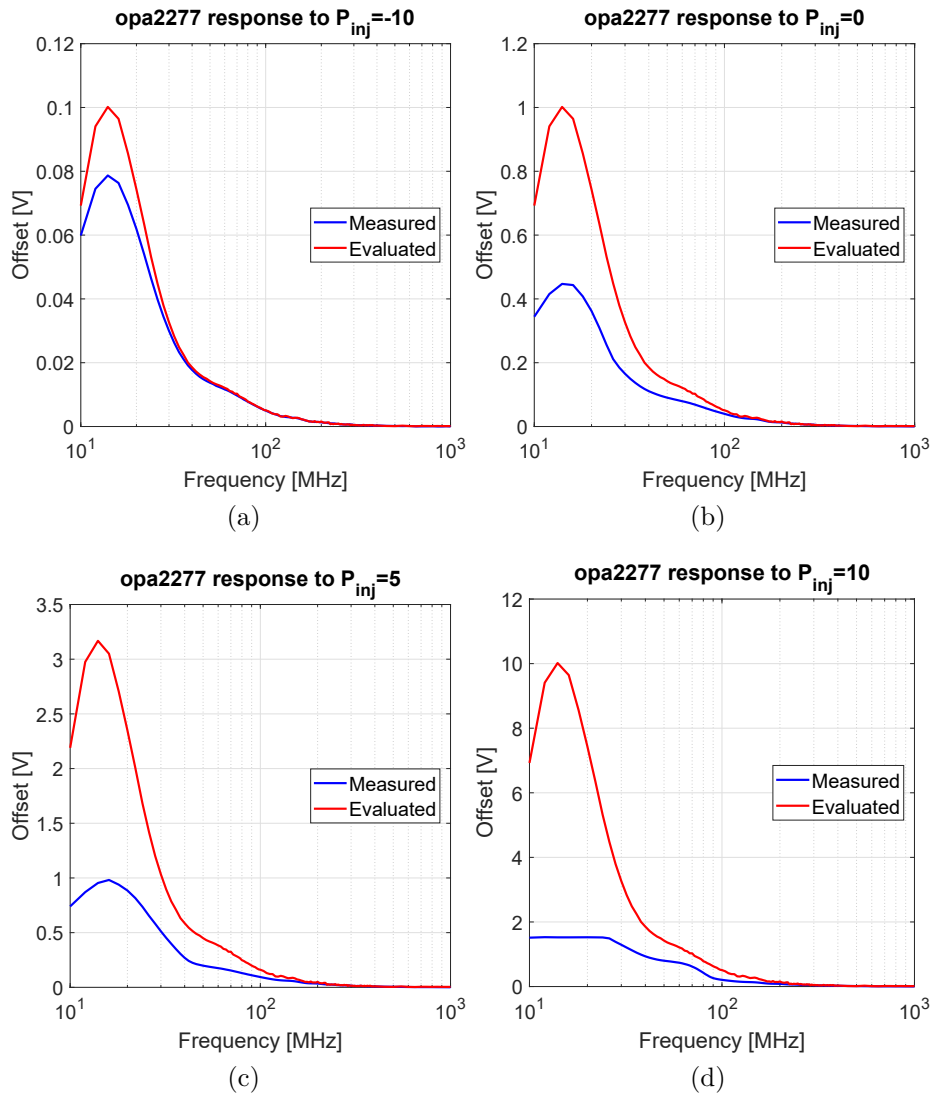 opa2277 response to P_inj=-10
0.12
0.1
0.08
0.06
0.04
0.02
0
Offset [V]
Measured
Evaluated
10^1
10^2
10^3
Frequency [MHz]
(a)
opa2277 response to P_inj=0
1.2
1
0.8
0.6
0.4
0.2
0
Offset [V]
Measured
Evaluated
10^1
10^2
10^3
Frequency [MHz]
(b)
opa2277 response to P_inj=5
3.5
3
2.5
2
1.5
1
0.5
0
Offset [V]
Measured
Evaluated
10^1
10^2
10^3
Frequency [MHz]
(c)
opa2277 response to P_inj=10
12
10
8
6
4
2
0
Offset [V]
Measured
Evaluated
10^1
10^2
10^3
Frequency [MHz]
(d)